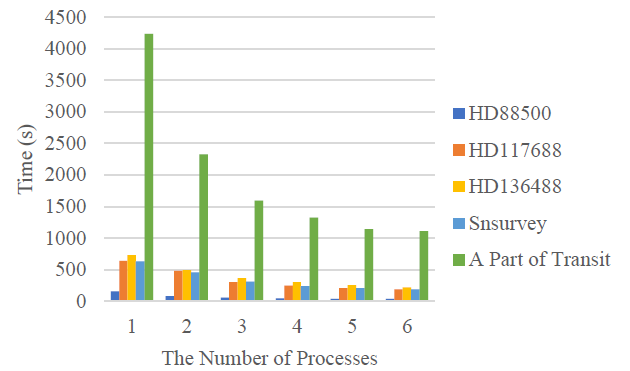 4500
4000
3500
3000
2500
2000
1500
1000
500
0
Time (s)
1 2 3 4 5 6
The Number of Processes
HD88500
HD117688
HD136488
Snsurvey
A Part of Transit